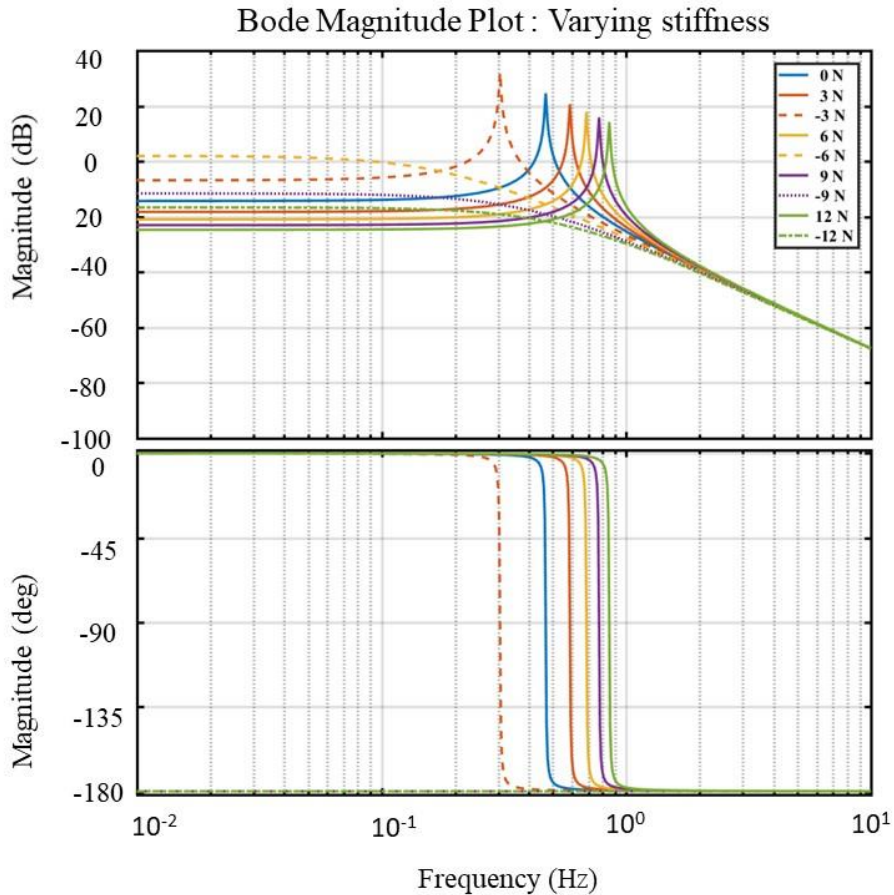 Bode Magnitude Plot : Varying stiffness
Magnitude (dB)
40
20
0
20
-40
-60
-80
-100
0 N
3 N
-3 N
6 N
-6 N
9 N
-9 N
12 N
-12 N
Magnitude (deg)
0
-45
-90
-135
-180
10-2
10-1
100
101
Frequency (Hz)